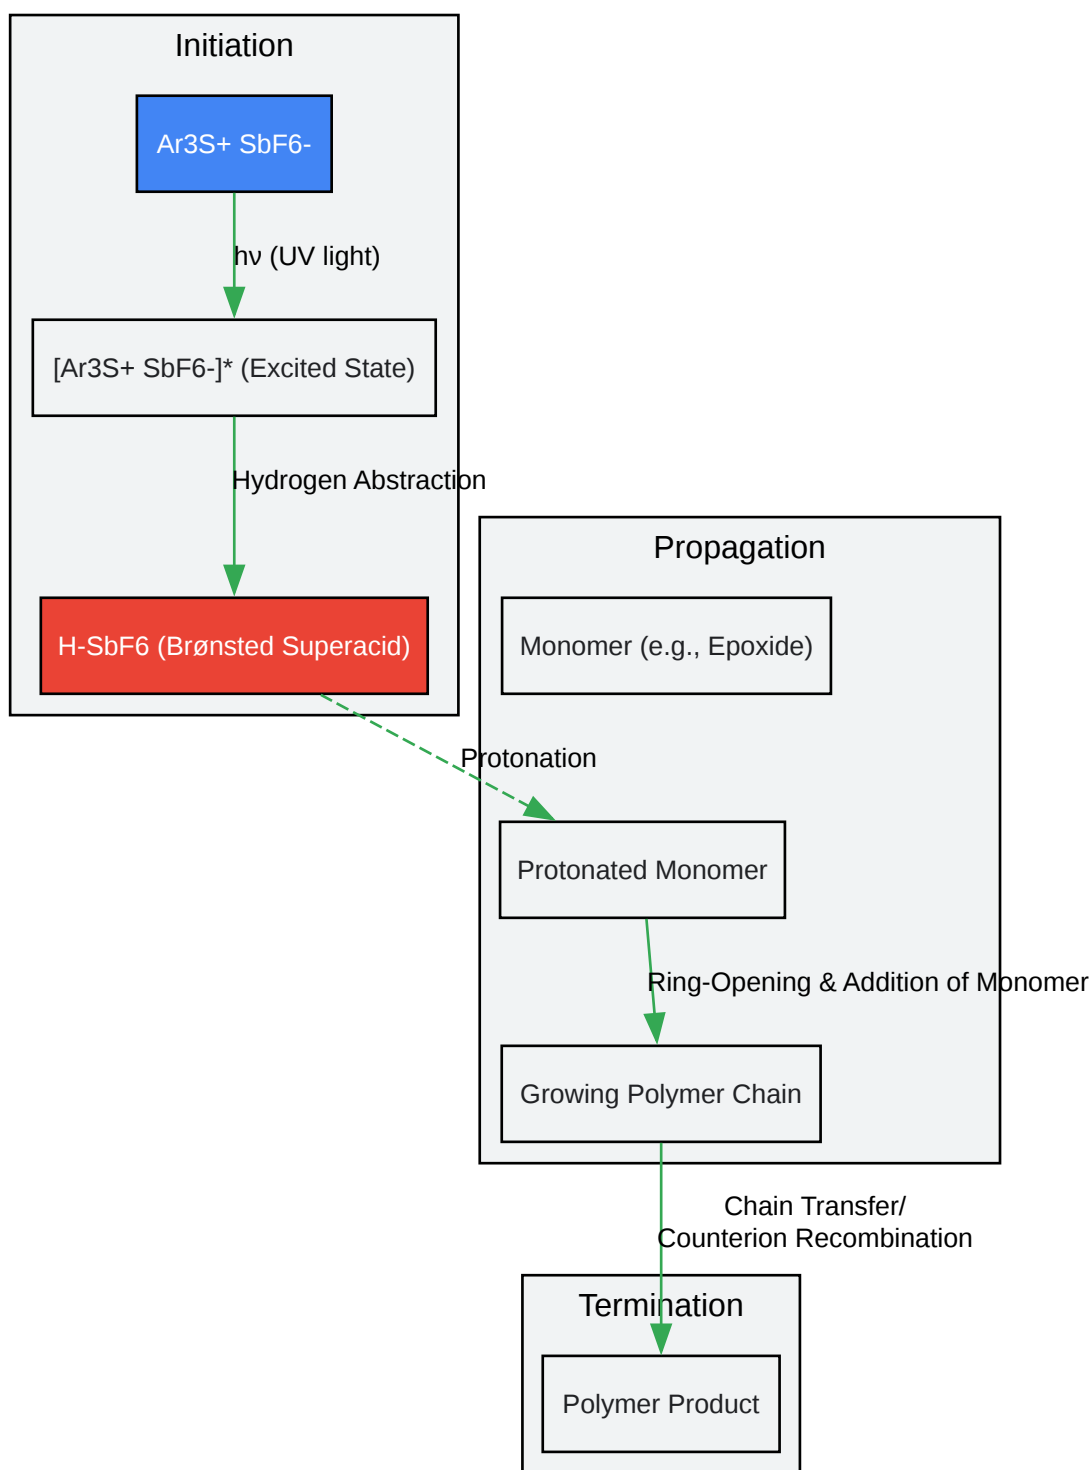 Initiation
Ar3S+ SbF6-
hν (UV light)
[Ar3S+ SbF6-]* (Excited State)
Hydrogen Abstraction
H-SbF6 (Brønsted Superacid)
Propagation
Monomer (e.g., Epoxide)
Protonation
Protonated Monomer
Ring-Opening & Addition of Monomer
Growing Polymer Chain
Chain Transfer/
Counterion Recombination
Termination
Polymer Product